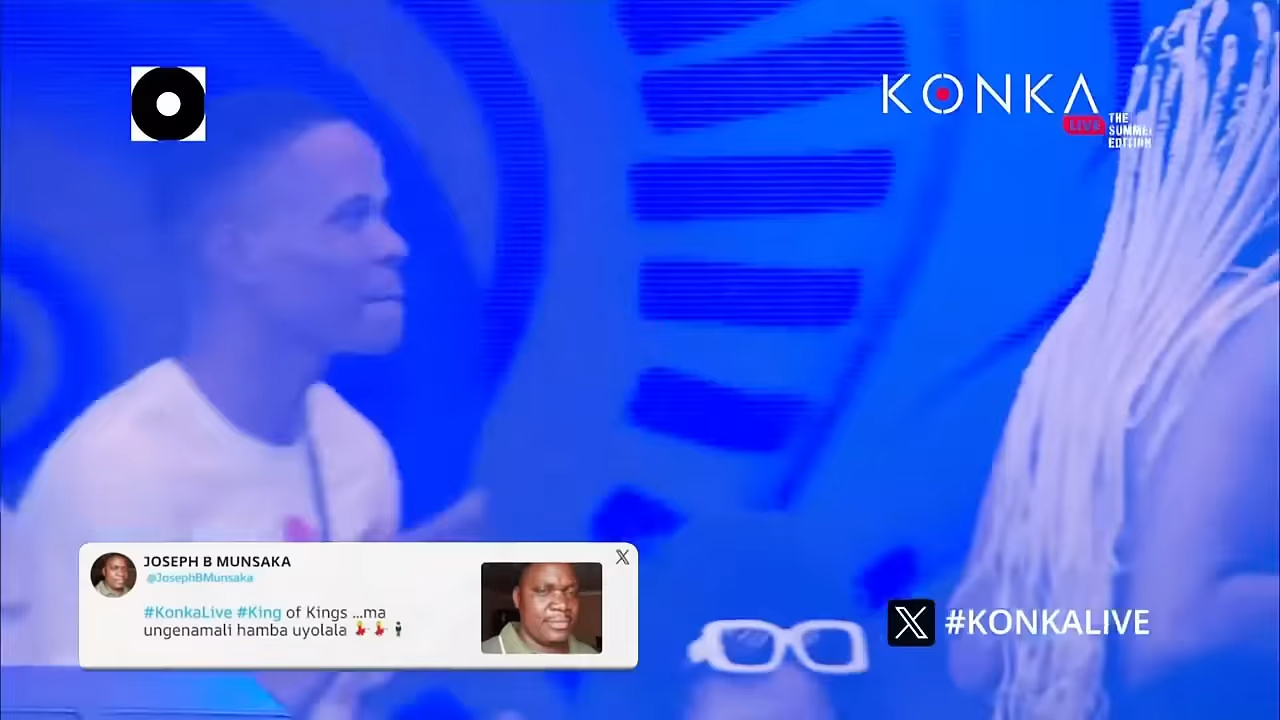 KONKA
LIVE
THE
SUMMER
EDITION
JOSEPH B MUNSAKA
@JosephBMunsaka
#KonkaLive #King of Kings ...ma
ungenamali hamba uyolala 💃💃🕴
X #KONKALIVE